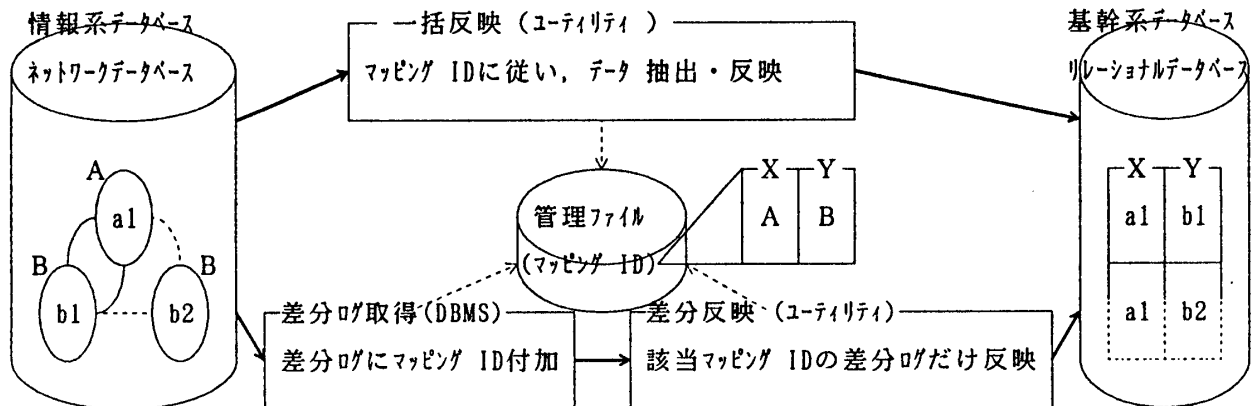 情報系データベース
ネットワークデータベース
一括反映(ユーティリティ)
マッピング IDに従い,データ 抽出・反映
基幹系データベース
リレーショナルデータベース
A
a1
B
B
b1
b2
管理ファイル
(マッピング ID)
X Y
A B
X Y
a1 b1
a1 b2
差分ログ取得(DBMS)
差分ログにマッピング ID付加
差分反映 (ユーティリティ)
該当マッピング IDの差分ログだけ反映